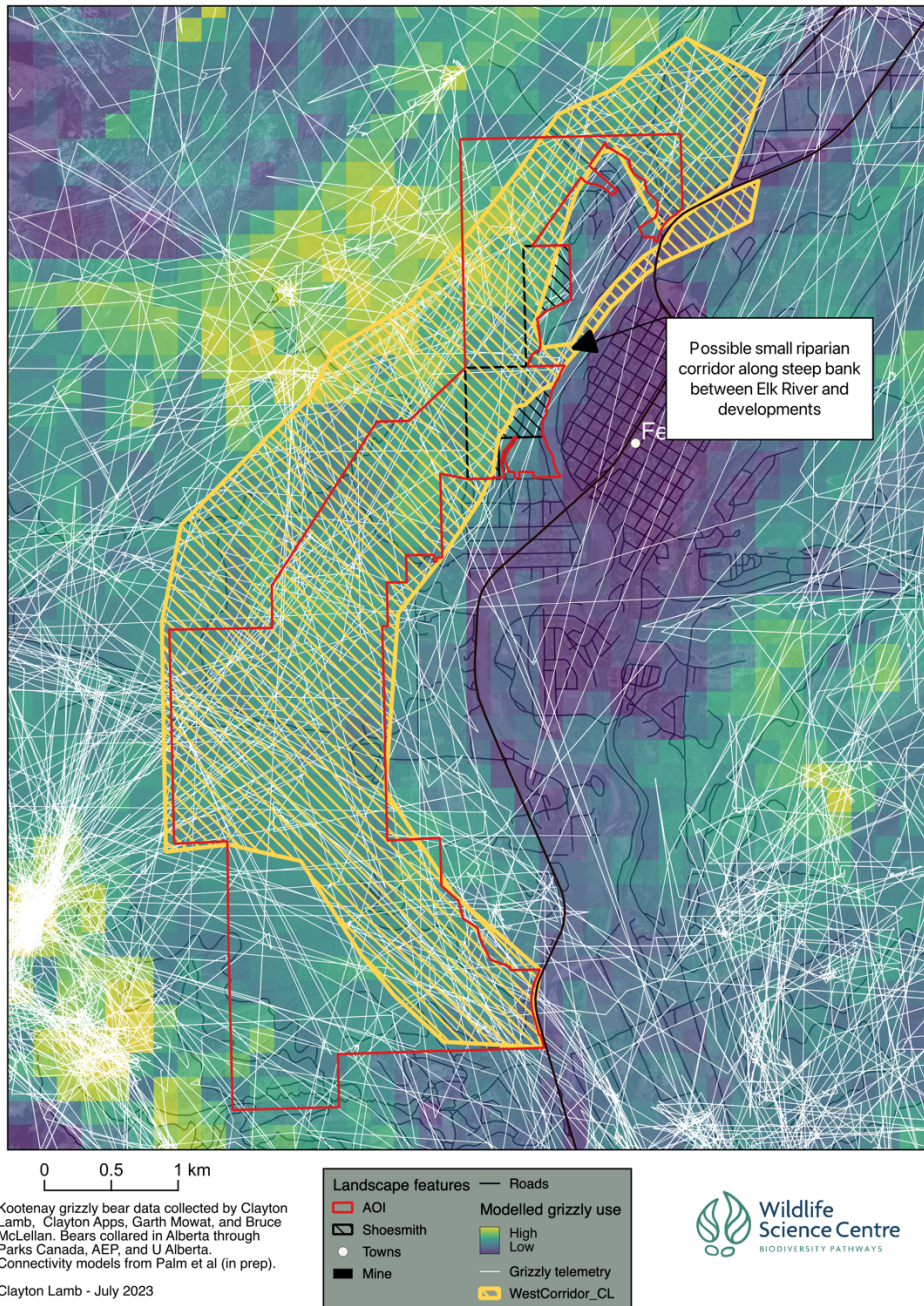 Possible small riparian
corridor along steep bank
between Elk River and
developments
Fe
0 0.5 1 km
Kootenay grizzly bear data collected by Clayton
Lamb, Clayton Apps, Garth Mowat, and Bruce
McLellan. Bears collared in Alberta through
Parks Canada, AEP, and U Alberta.
Connectivity models from Palm et al (in prep).
Clayton Lamb - July 2023
Landscape features
AOI
Shoesmith
Towns
Mine
Roads
Modelled grizzly use
High
Low
Grizzly telemetry
WestCorridor_CL
Wildlife
Science Centre
BIODIVERSITY PATHWAYS